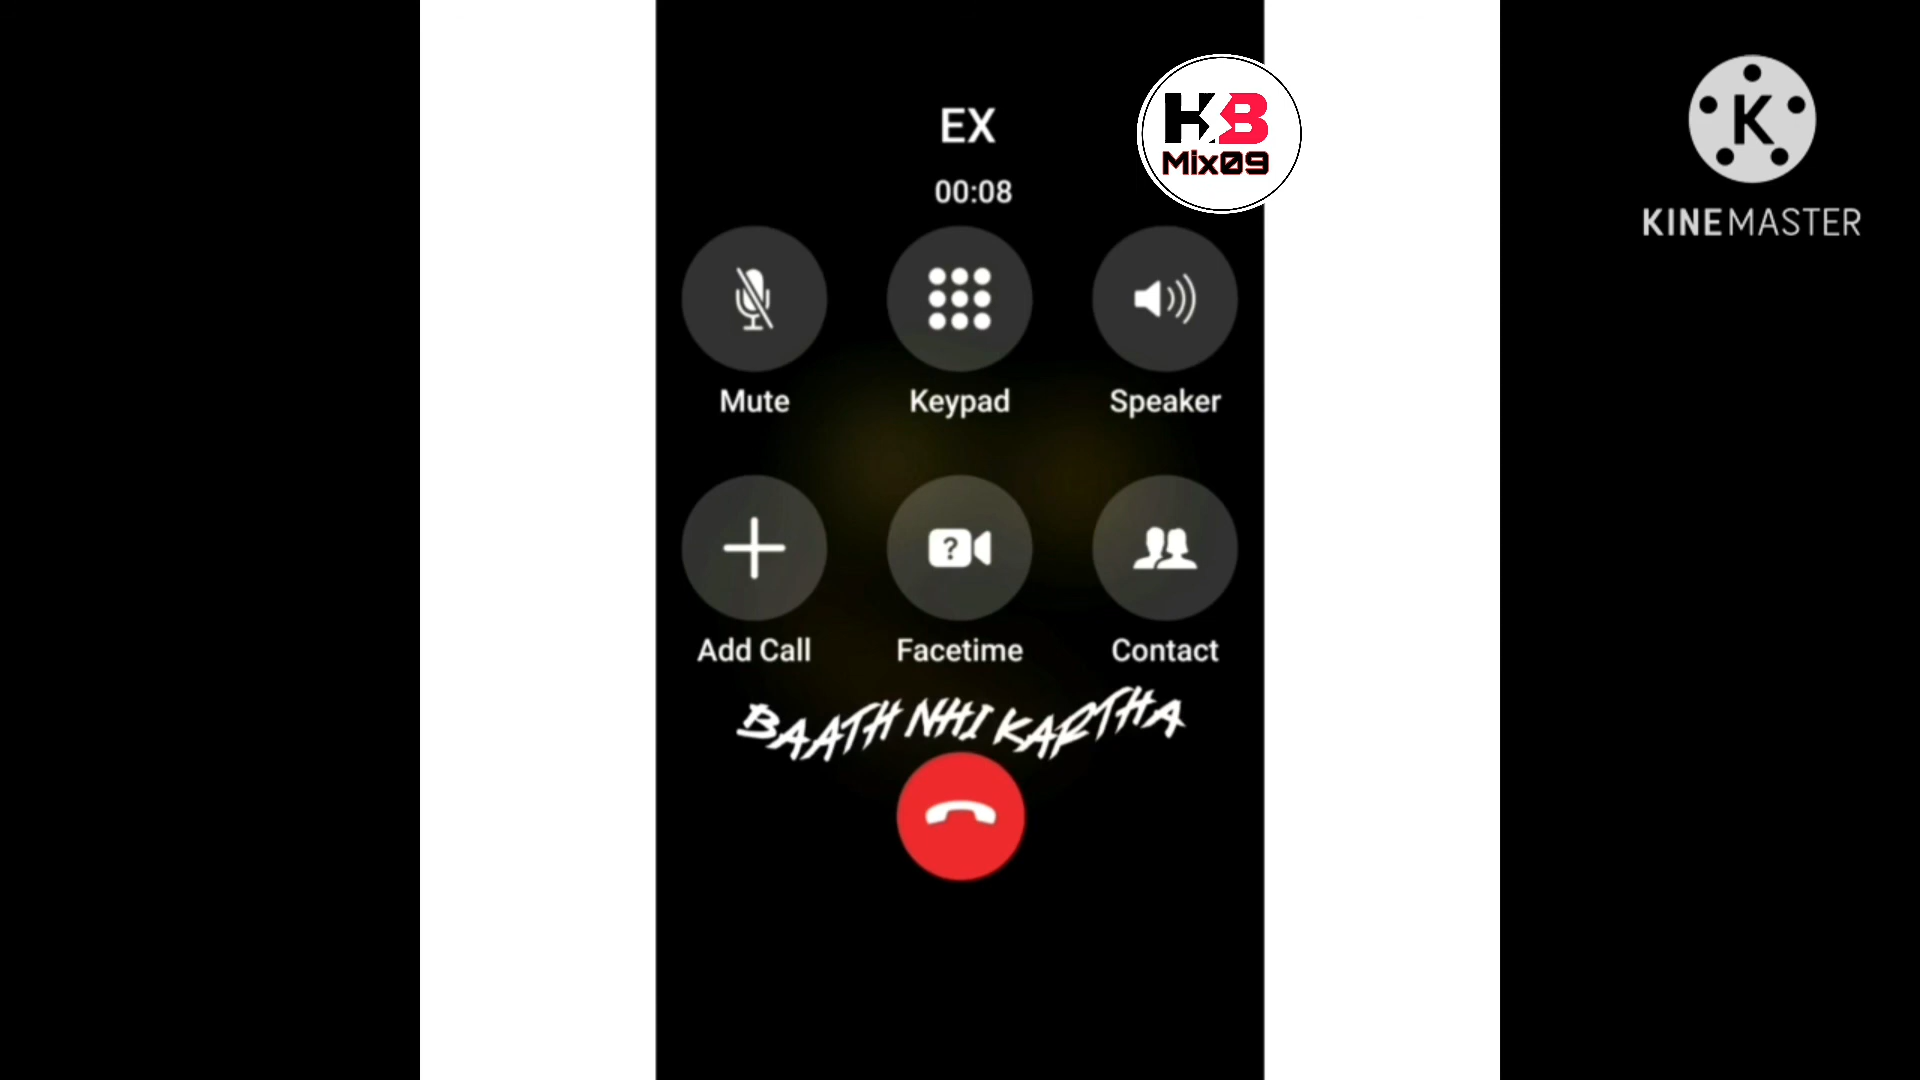 EX
00:08
KB
Mix09
K
KINEMASTER
Mute
Keypad
Speaker
?
Add Call
Facetime
Contact
BAATH NHI KARTHA